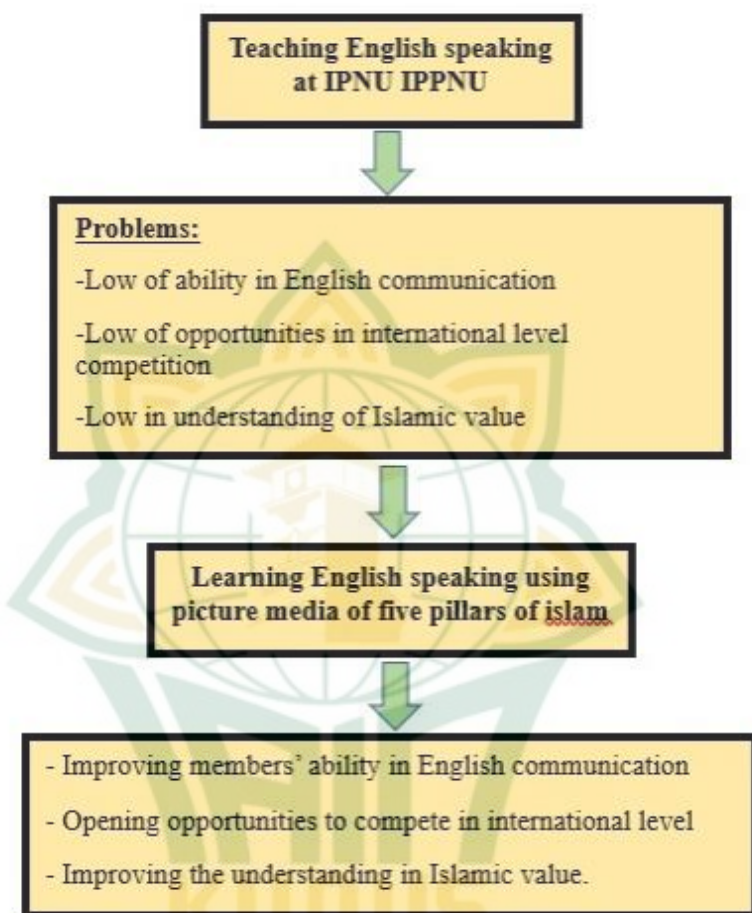 Teaching English speaking
at IPNU IPPNU
Problems:
-Low of ability in English communication
-Low of opportunities in international level
competition
-Low in understanding of Islamic value
Learning English speaking using
picture media of five pillars of islam
- Improving members’ ability in English communication
- Opening opportunities to compete in international level
- Improving the understanding in Islamic value.